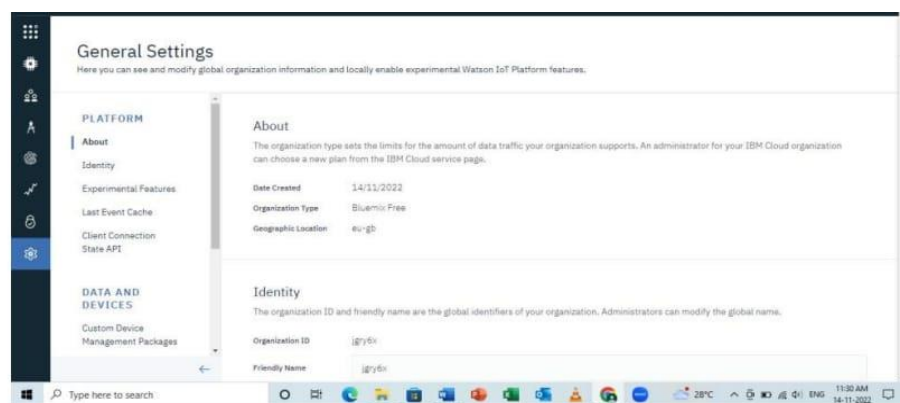 General Settings
Here you can see and modify global organization information and locally enable experimental Watson IoT Platform features.
PLATFORM
About
Identity
Experimental Features
Last Event Cache
Client Connection
State API
DATA AND
DEVICES
Custom Device
Management Packages
About
The organization type sets the limits for the amount of data traffic your organization supports. An administrator for your IBM Cloud organization
can choose a new plan from the IBM Cloud service page.
Date Created 14/11/2022
Organization Type Bluemix Free
Geographic Location eu-gb
Identity
The organization ID and friendly name are the global identifiers of your organization. Administrators can modify the global name.
Organization ID jgry6x
Friendly Name jgry6x
Type here to search
28°C
ENG
11:30 AM
14-11-2022